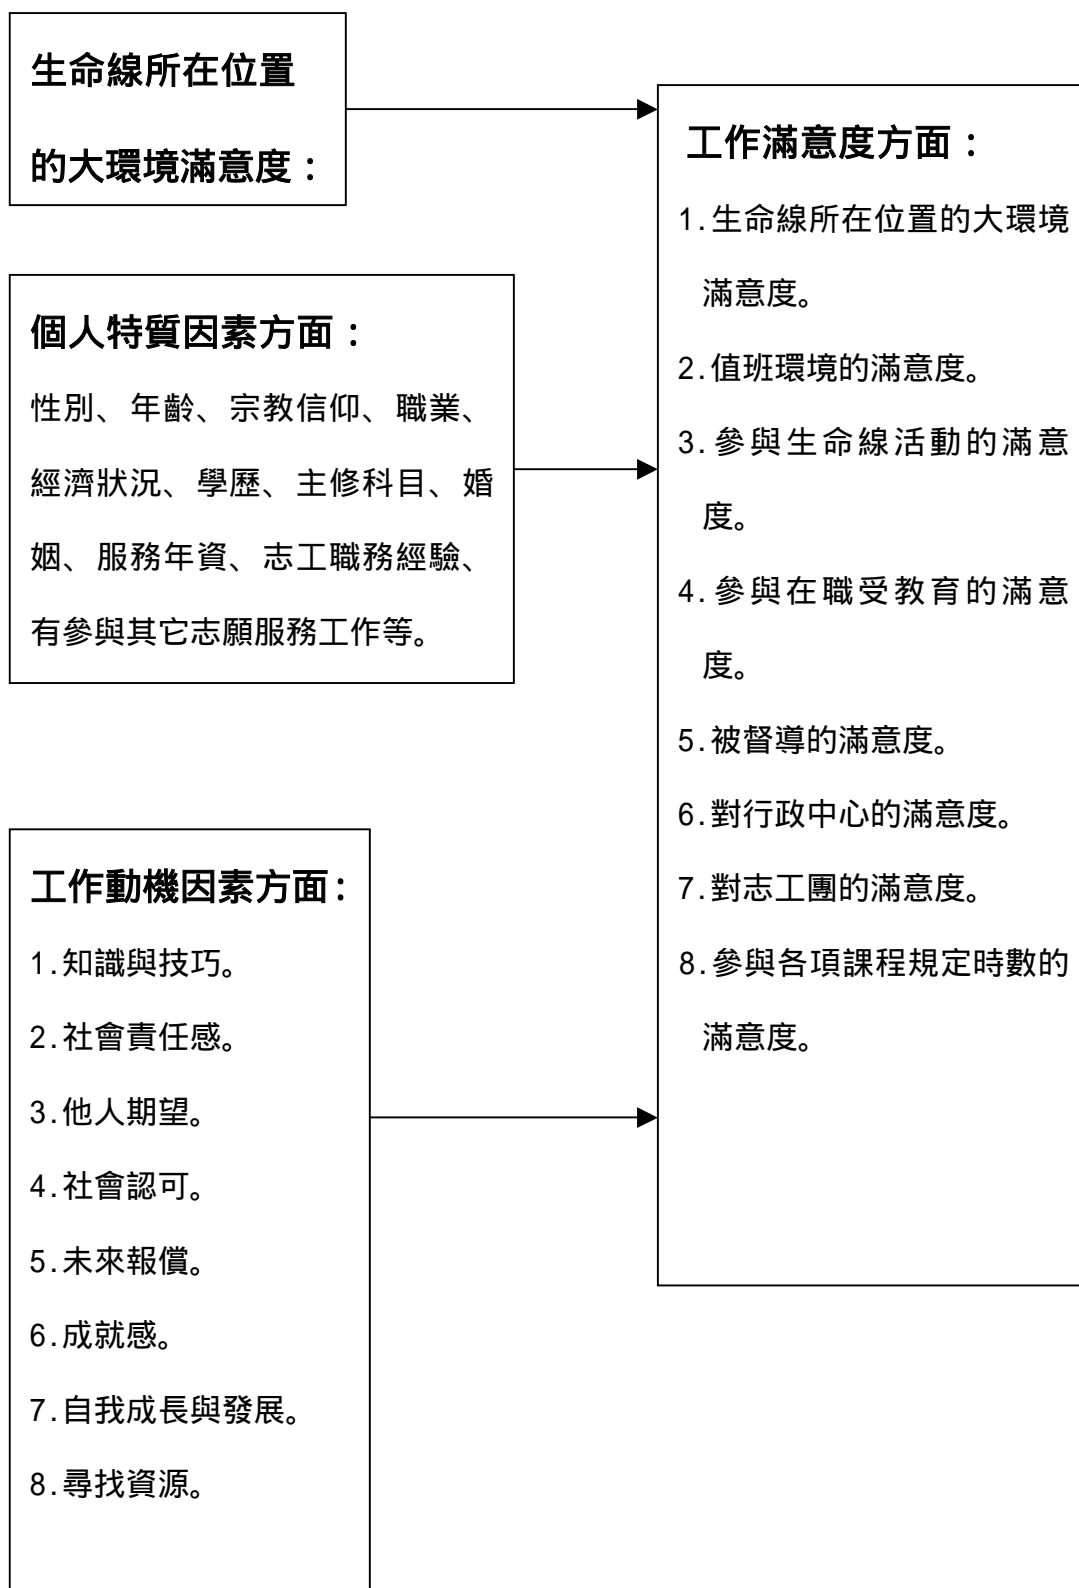 生命線所在位置
的大環境滿意度：
個人特質因素方面：
性別、年齡、宗教信仰、職業、
經濟狀況、學歷、主修科目、婚
姻、服務年資、志工職務經驗、
有參與其它志願服務工作等。
工作動機因素方面：
1.知識與技巧。
2.社會責任感。
3.他人期望。
4.社會認可。
5.未來報償。
6.成就感。
7.自我成長與發展。
8.尋找資源。
工作滿意度方面：
1.生命線所在位置的大環境
滿意度。
2.值班環境的滿意度。
3.參與生命線活動的滿意
度。
4.參與在職受教育的滿意
度。
5.被督導的滿意度。
6.對行政中心的滿意度。
7.對志工團的滿意度。
8.參與各項課程規定時數的
滿意度。